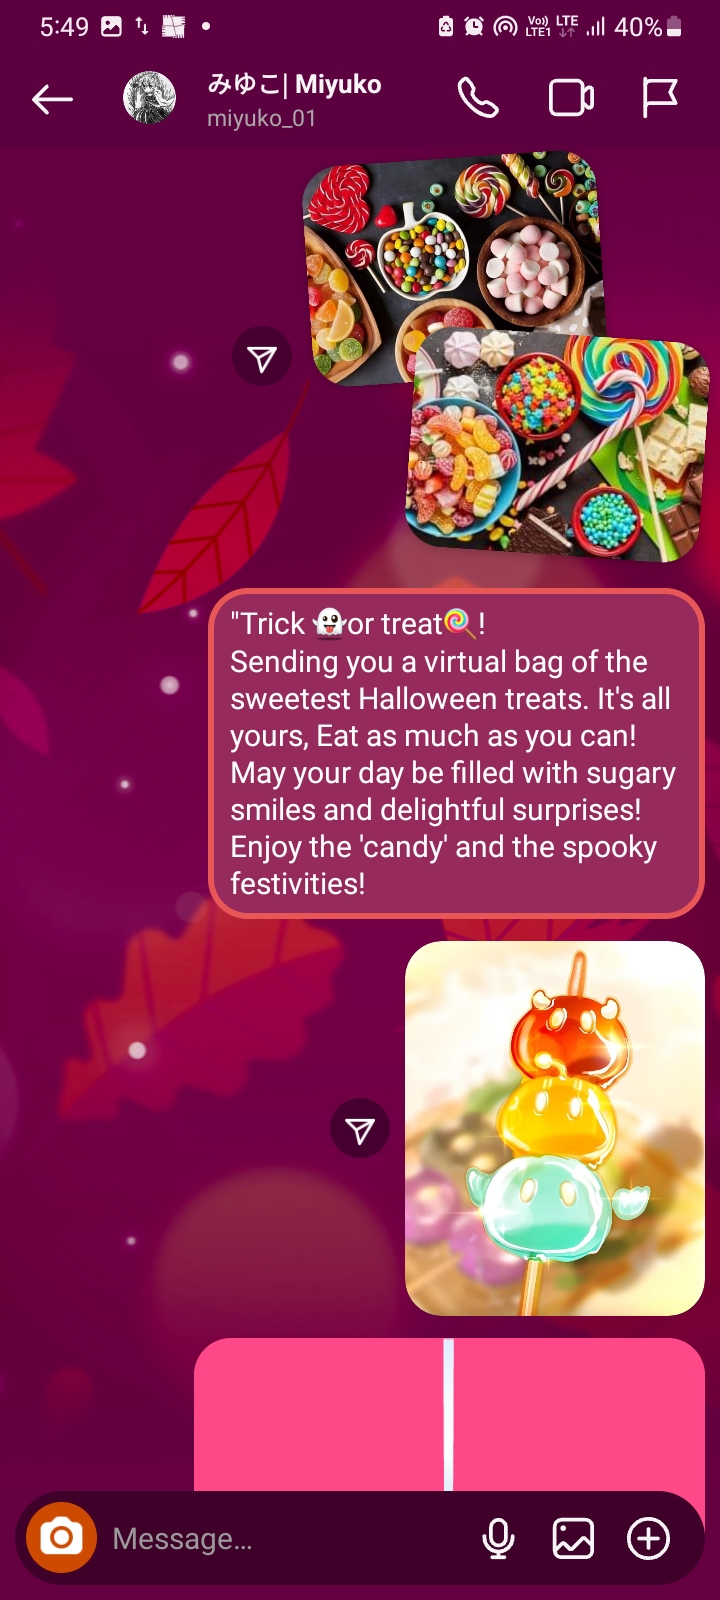 5:49 Vo)) LTE1 LTE 40%
みゆこ| Miyuko
miyuko_01
"Trick 👻or treat🍭!
Sending you a virtual bag of the
sweetest Halloween treats. It's all
yours, Eat as much as you can!
May your day be filled with sugary
smiles and delightful surprises!
Enjoy the 'candy' and the spooky
festivities!
Message...